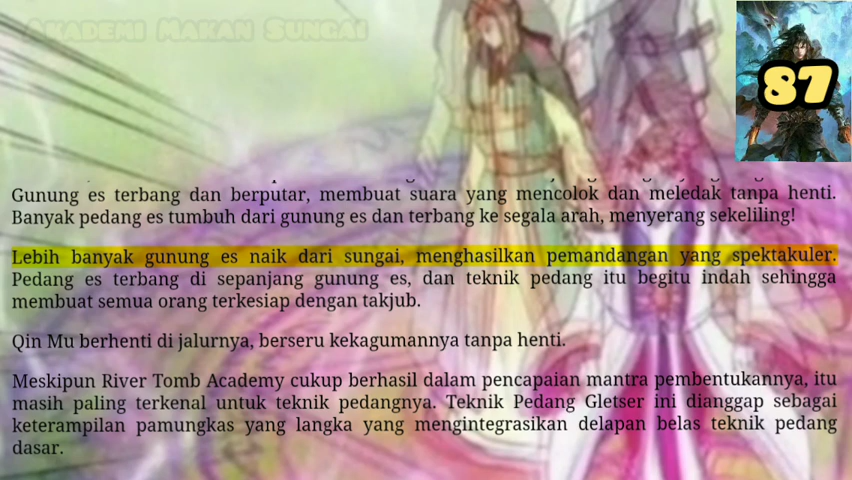 Akademi Makan Sungai
87
Gunung es terbang dan berputar, membuat suara yang mencolok dan meledak tanpa henti.
Banyak pedang es tumbuh dari gunung es dan terbang ke segala arah, menyerang sekeliling!
Lebih banyak gunung es naik dari sungai, menghasilkan pemandangan yang spektakuler.
Pedang es terbang di sepanjang gunung es, dan teknik pedang itu begitu indah sehingga
membuat semua orang terkesiap dengan takjub.
Qin Mu berhenti di jalurnya, berseru kekagumannya tanpa henti.
Meskipun River Tomb Academy cukup berhasil dalam pencapaian mantra pembentukannya, itu
masih paling terkenal untuk teknik pedangnya. Teknik Pedang Gletser ini dianggap sebagai
keterampilan pamungkas yang langka yang mengintegrasikan delapan belas teknik pedang
dasar.